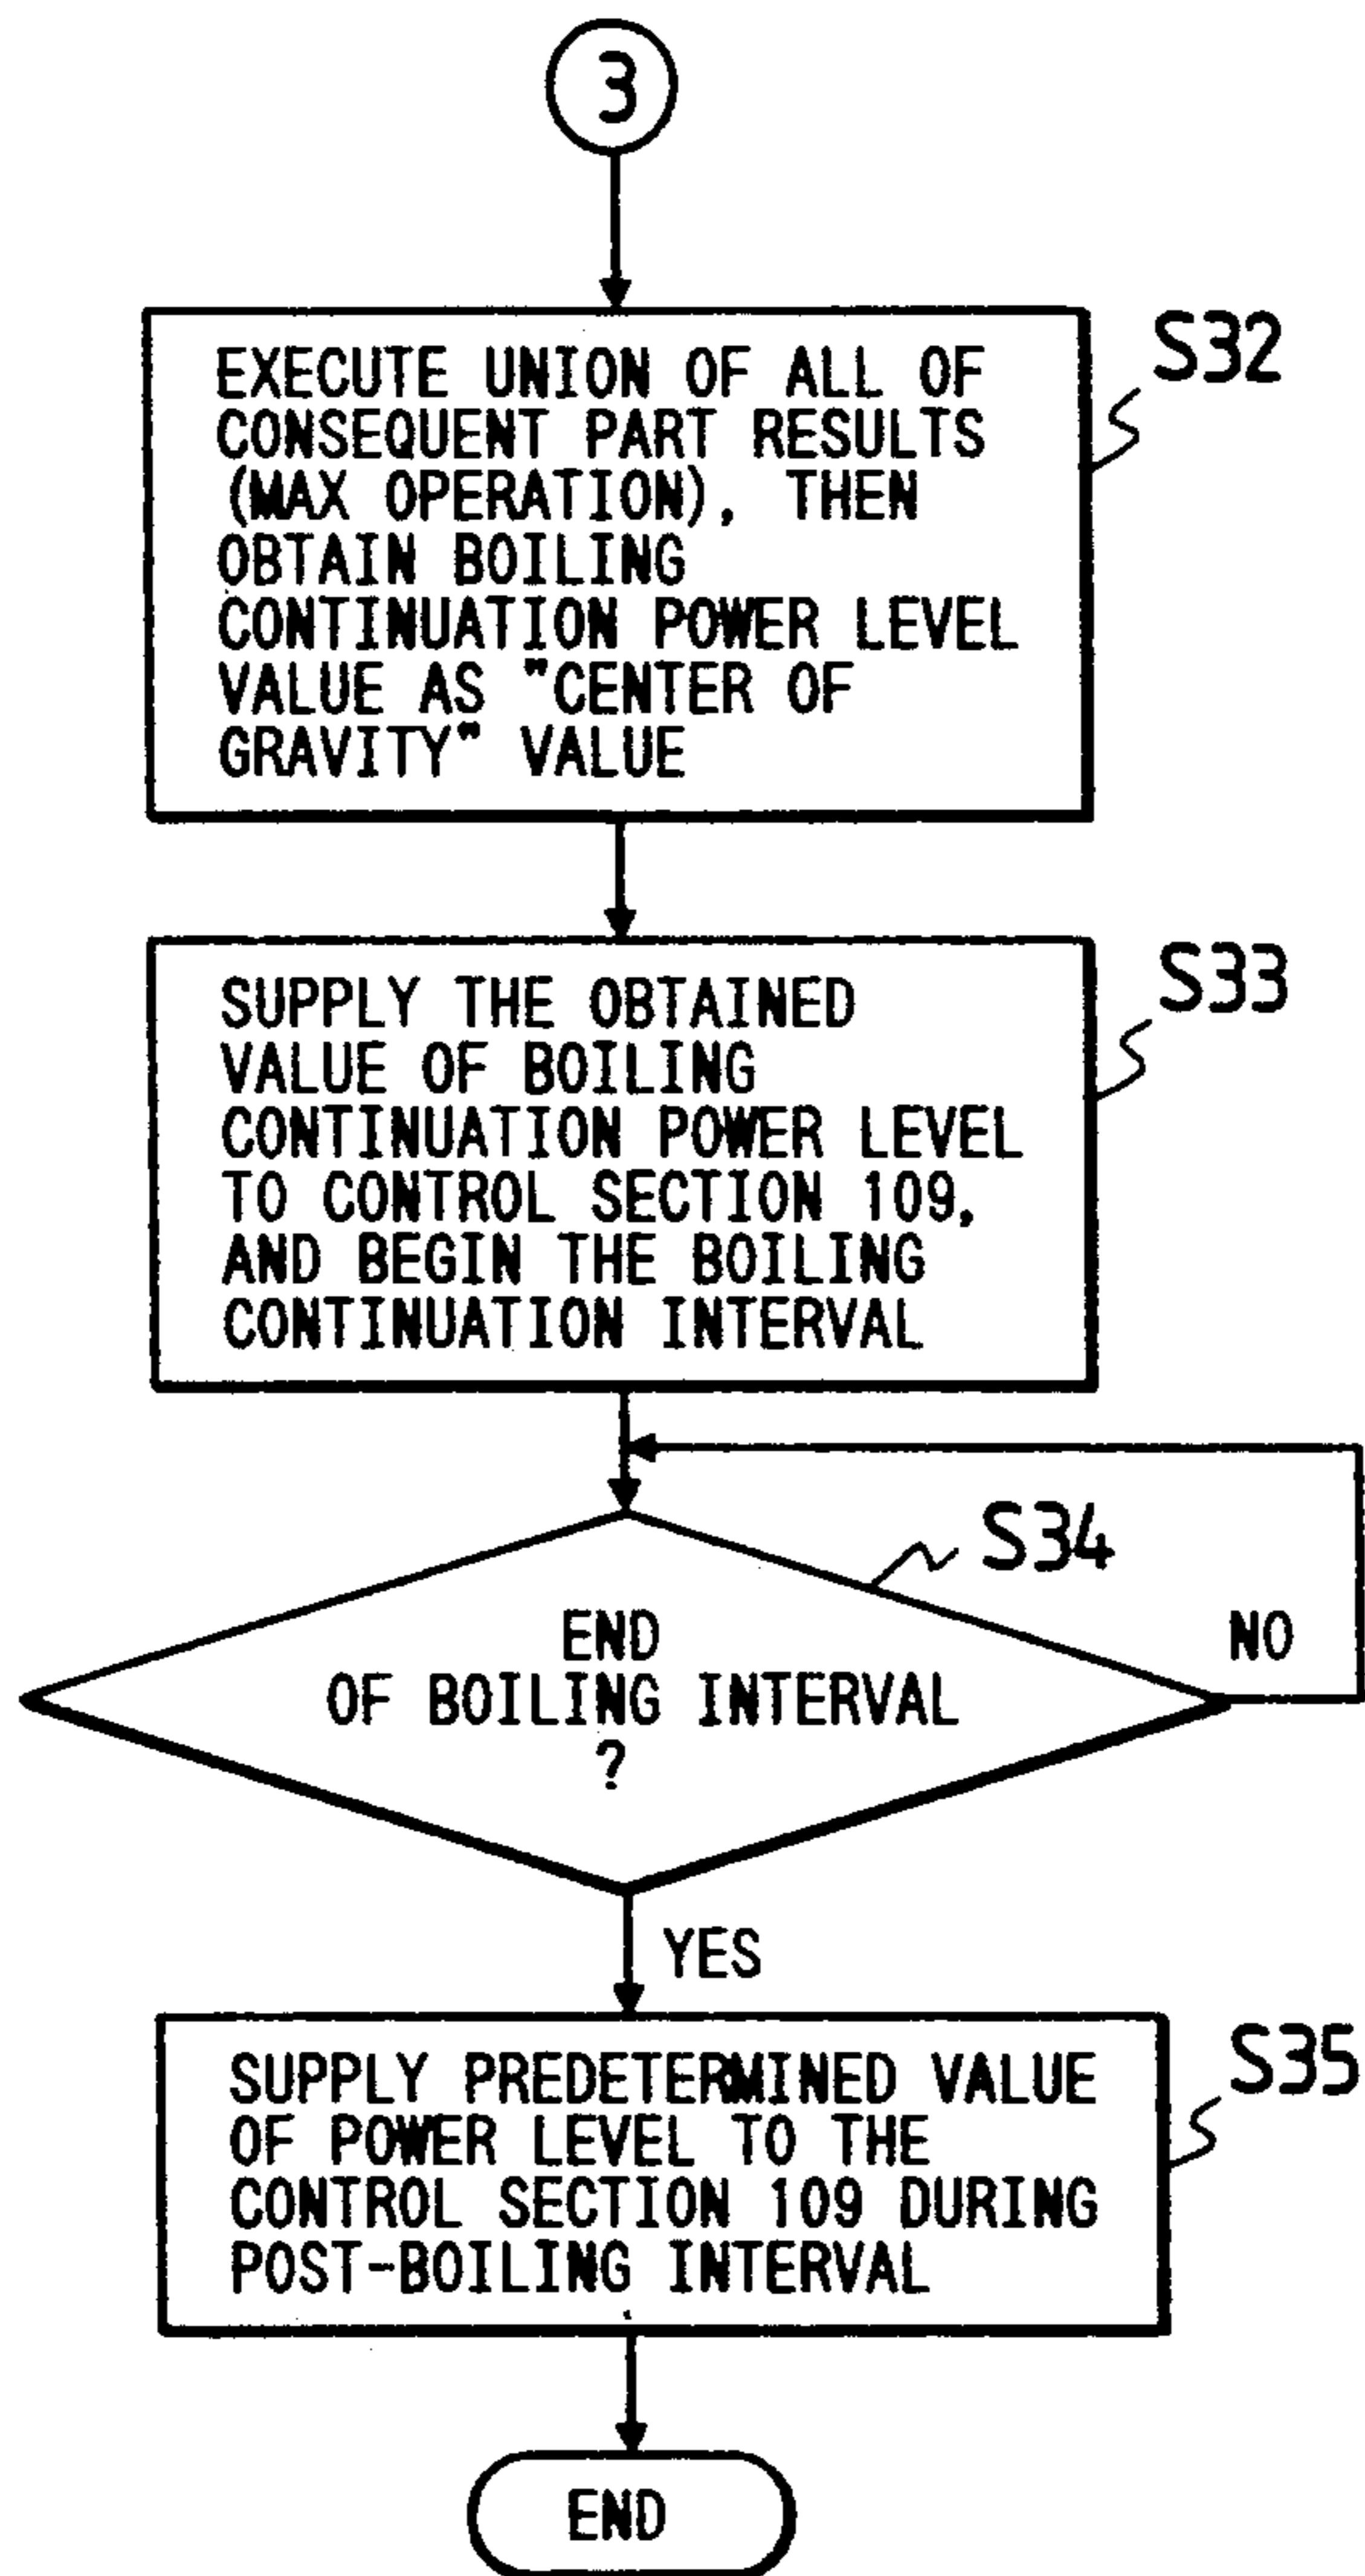 3
EXECUTE UNION OF ALL OF
CONSEQUENT PART RESULTS
(MAX OPERATION), THEN
OBTAIN BOILING
CONTINUATION POWER LEVEL
VALUE AS "CENTER OF
GRAVITY" VALUE
S32
SUPPLY THE OBTAINED
VALUE OF BOILING
CONTINUATION POWER LEVEL
TO CONTROL SECTION 109,
AND BEGIN THE BOILING
CONTINUATION INTERVAL
S33
S34
END
OF BOILING INTERVAL
?
NO
YES
SUPPLY PREDETERMINED VALUE
OF POWER LEVEL TO THE
CONTROL SECTION 109 DURING
POST-BOILING INTERVAL
S35
END